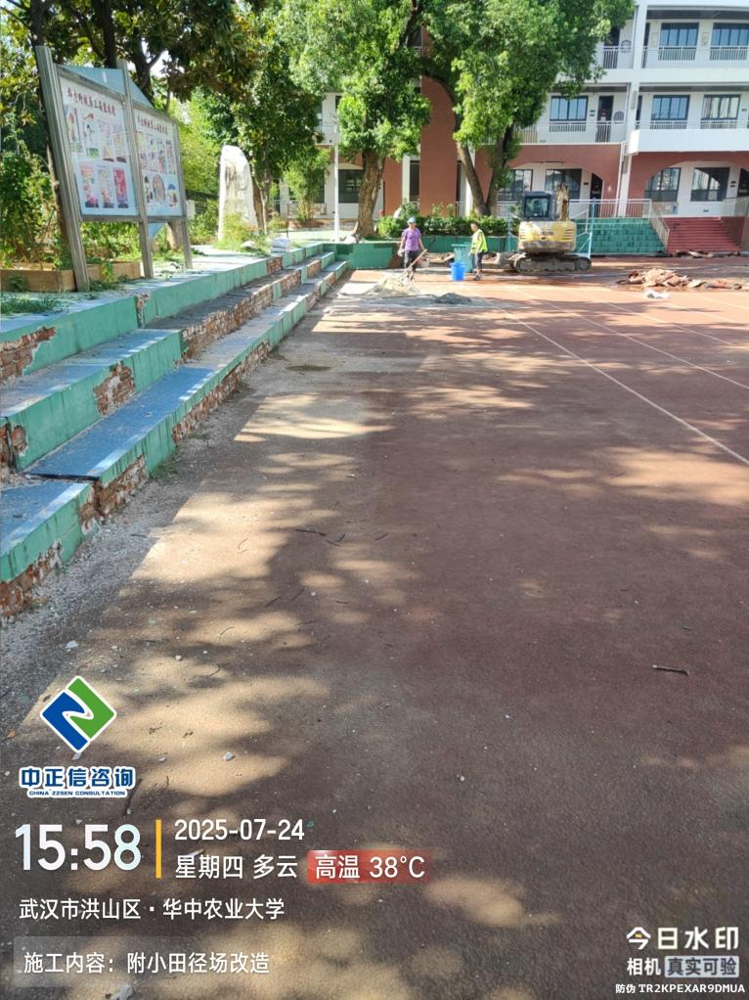 中正信咨询
CHINA ZZSEN CONSULTATION
15:58
2025-07-24
星期四 多云 高温 38°C
武汉市洪山区·华中农业大学
施工内容：附小田径场改造
今日水印
相机 真实可验
防伪 TR2KPEXAR9DMUA